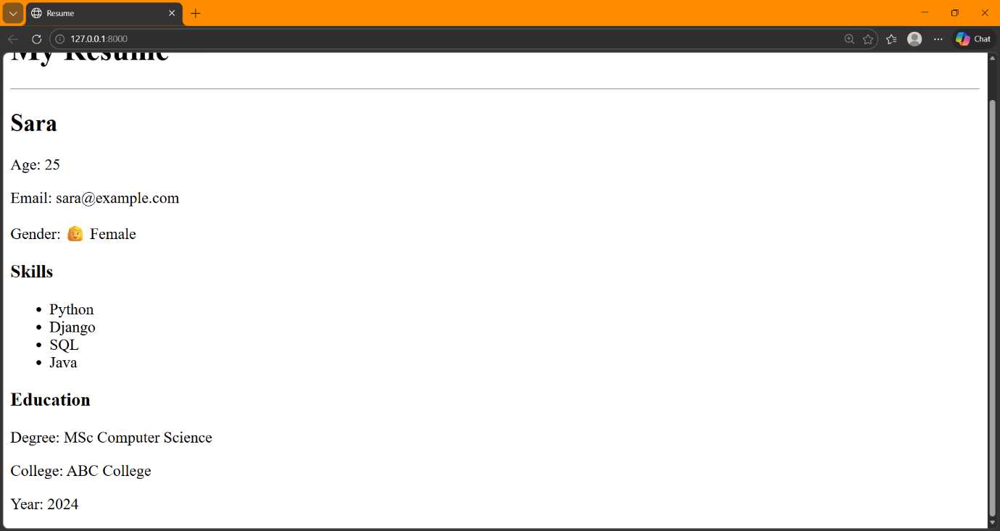 Resume
127.0.0.1:8000
Chat
My Resume
Sara
Age: 25
Email: sara@example.com
Gender: 👩 Female
Skills
• Python
• Django
• SQL
• Java
Education
Degree: MSc Computer Science
College: ABC College
Year: 2024